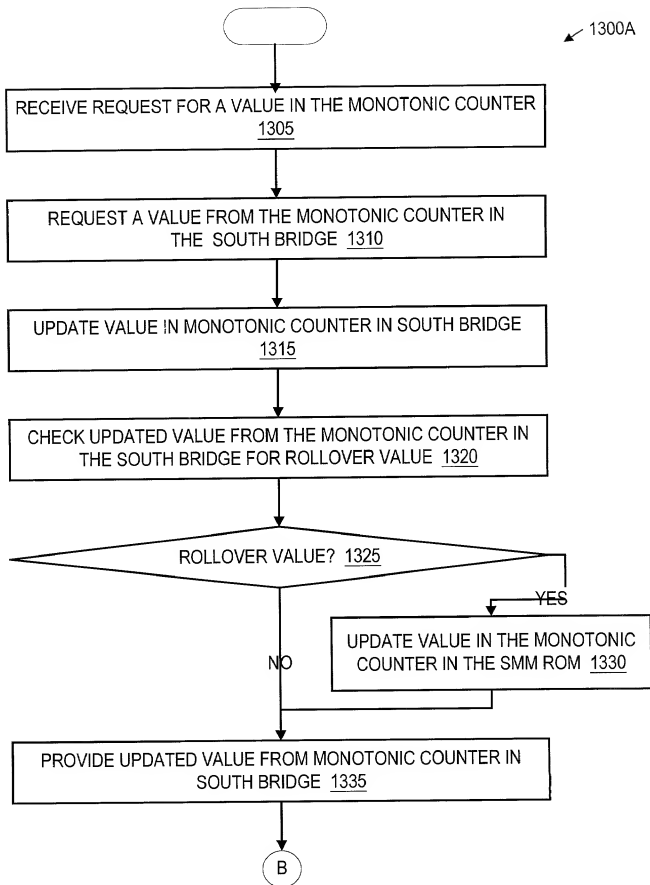 1300A
RECEIVE REQUEST FOR A VALUE IN THE MONOTONIC COUNTER
1305
REQUEST A VALUE FROM THE MONOTONIC COUNTER IN
THE SOUTH BRIDGE 1310
UPDATE VALUE IN MONOTONIC COUNTER IN SOUTH BRIDGE
1315
CHECK UPDATED VALUE FROM THE MONOTONIC COUNTER IN
THE SOUTH BRIDGE FOR ROLLOVER VALUE 1320
ROLLOVER VALUE? 1325
YES
UPDATE VALUE IN THE MONOTONIC
COUNTER IN THE SMM ROM 1330
NO
PROVIDE UPDATED VALUE FROM MONOTONIC COUNTER IN
SOUTH BRIDGE 1335
B